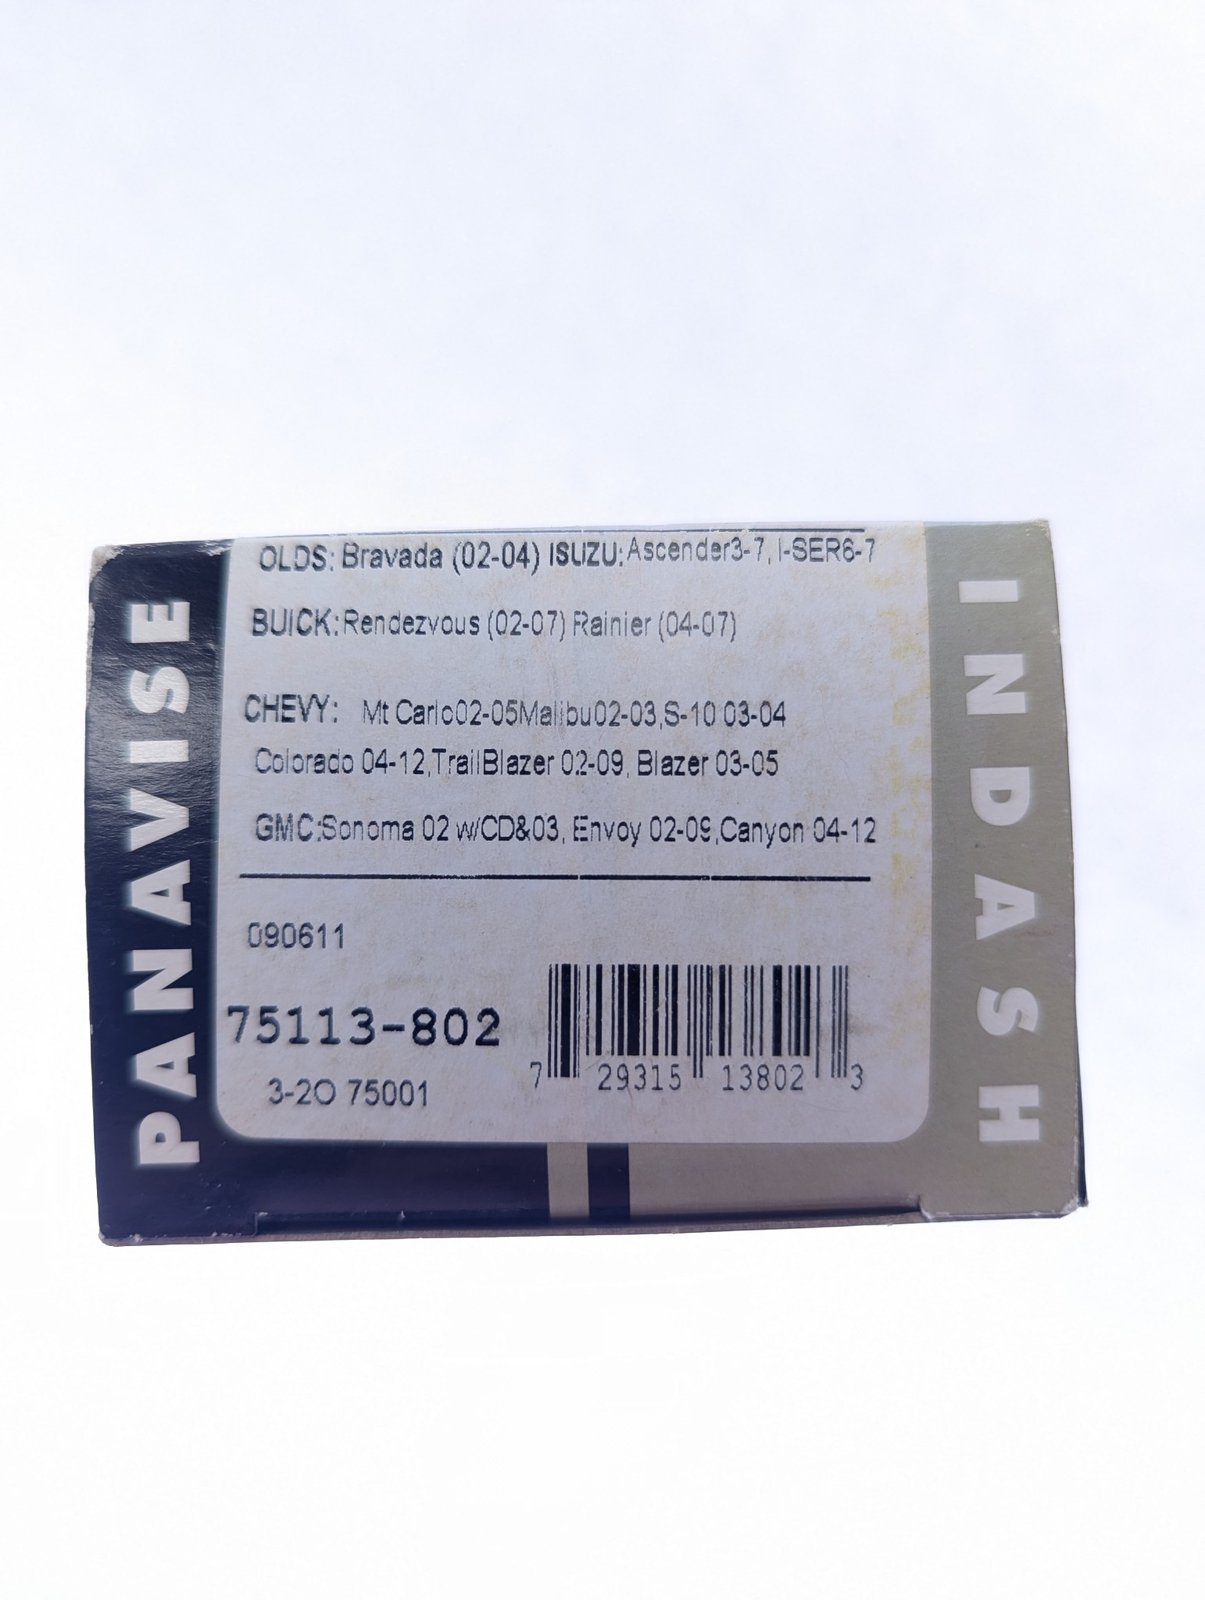 PANAVISE
OLDS: Bravada (02-04) ISUZU: Ascender3-7, I-SER6-7
BUICK: Rendezvous (02-07) Rainier (04-07)
CHEVY: Mt Carlo02-05Malibu02-03,S-10 03-04
Colorado 04-12,TrailBlazer 02-09, Blazer 03-05
GMC:Sonoma 02 w/CD&03, Envoy 02-09,Canyon 04-12
090611
75113-802
3-20 75001
7 29315 13802 3
INDASH